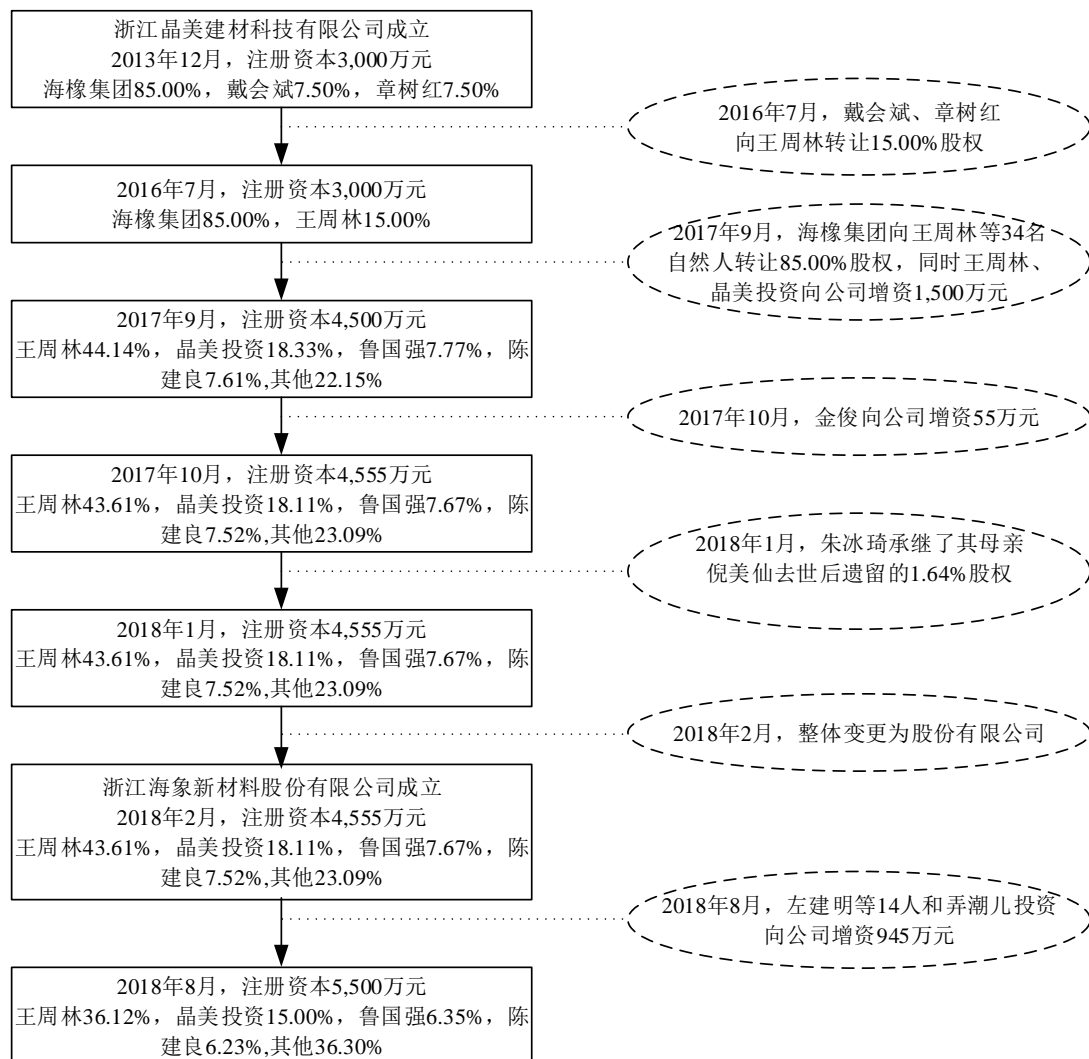 浙江晶美建材科技有限公司成立
2013年12月，注册资本3,000万元
海橡集团85.00%，戴会斌7.50%，章树红7.50%
2016年7月，戴会斌、章树红
向王周林转让15.00%股权
2016年7月，注册资本3,000万元
海橡集团85.00%，王周林15.00%
2017年9月，海橡集团向王周林等34名
自然人转让85.00%股权，同时王周林、
晶美投资向公司增资1,500万元
2017年9月，注册资本4,500万元
王周林44.14%，晶美投资18.33%，鲁国强7.77%，陈
建良7.61%,其他22.15%
2017年10月，金俊向公司增资55万元
2017年10月，注册资本4,555万元
王周林43.61%，晶美投资18.11%，鲁国强7.67%，陈
建良7.52%,其他23.09%
2018年1月，朱冰琦承继了其母亲
倪美仙去世后遗留的1.64%股权
2018年1月，注册资本4,555万元
王周林43.61%，晶美投资18.11%，鲁国强7.67%，陈
建良7.52%,其他23.09%
2018年2月，整体变更为股份有限公司
浙江海象新材料股份有限公司成立
2018年2月，注册资本4,555万元
王周林43.61%，晶美投资18.11%，鲁国强7.67%，陈
建良7.52%,其他23.09%
2018年8月，左建明等14人和弄潮儿投资
向公司增资945万元
2018年8月，注册资本5,500万元
王周林36.12%，晶美投资15.00%，鲁国强6.35%，陈
建良6.23%,其他36.30%